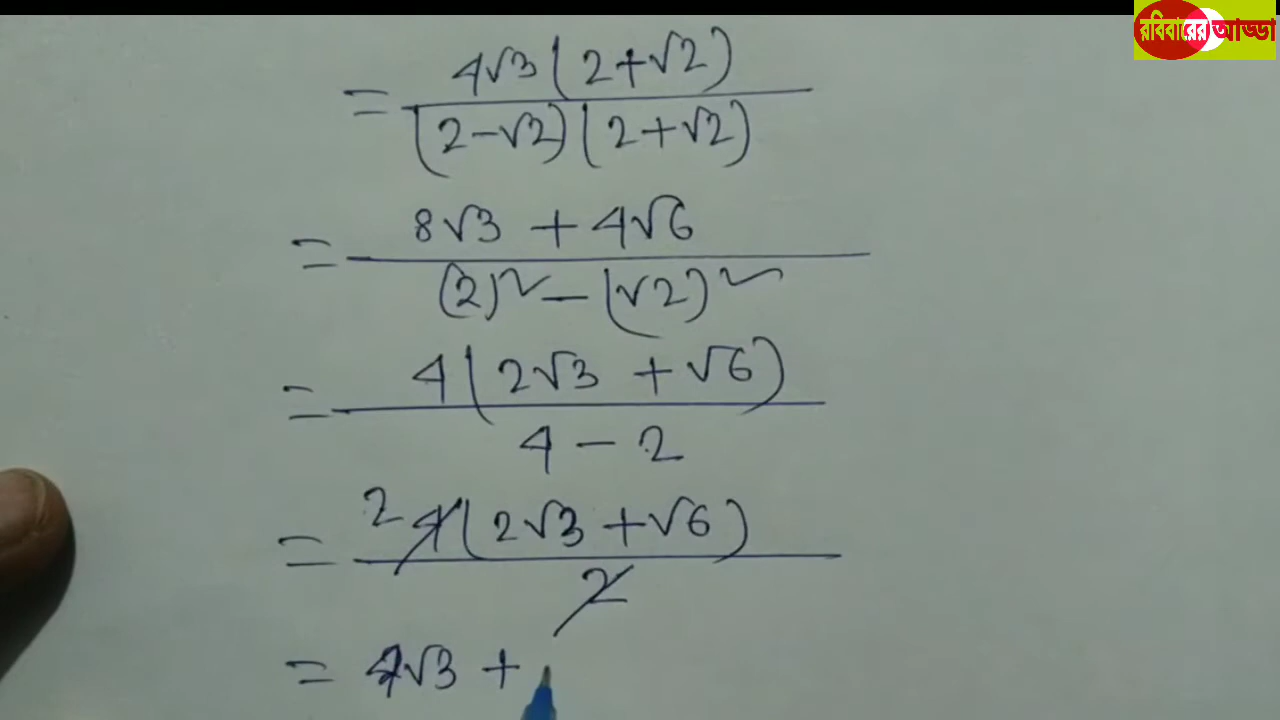 রবিবারের আড্ডা
= 4√3(2+√2)
(2-√2)(2+√2)
= 8√3 + 4√6
(2)² - (√2)²
= 4(2√3 + √6)
4 - 2
= 2 4(2√3 + √6)
2
= 4√3 +